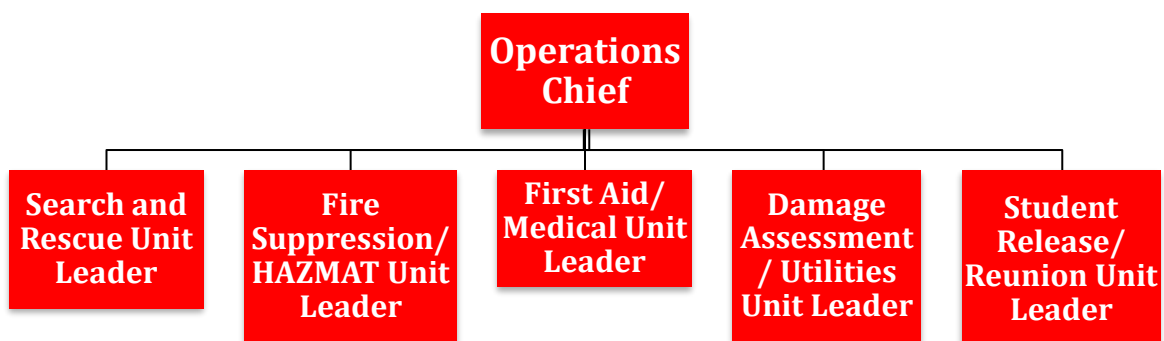 Operations
Chief
Search and
Rescue Unit
Leader
Fire
Suppression/
HAZMAT Unit
Leader
First Aid/
Medical Unit
Leader
Damage
Assessment
/ Utilities
Unit Leader
Student
Release/
Reunion Unit
Leader